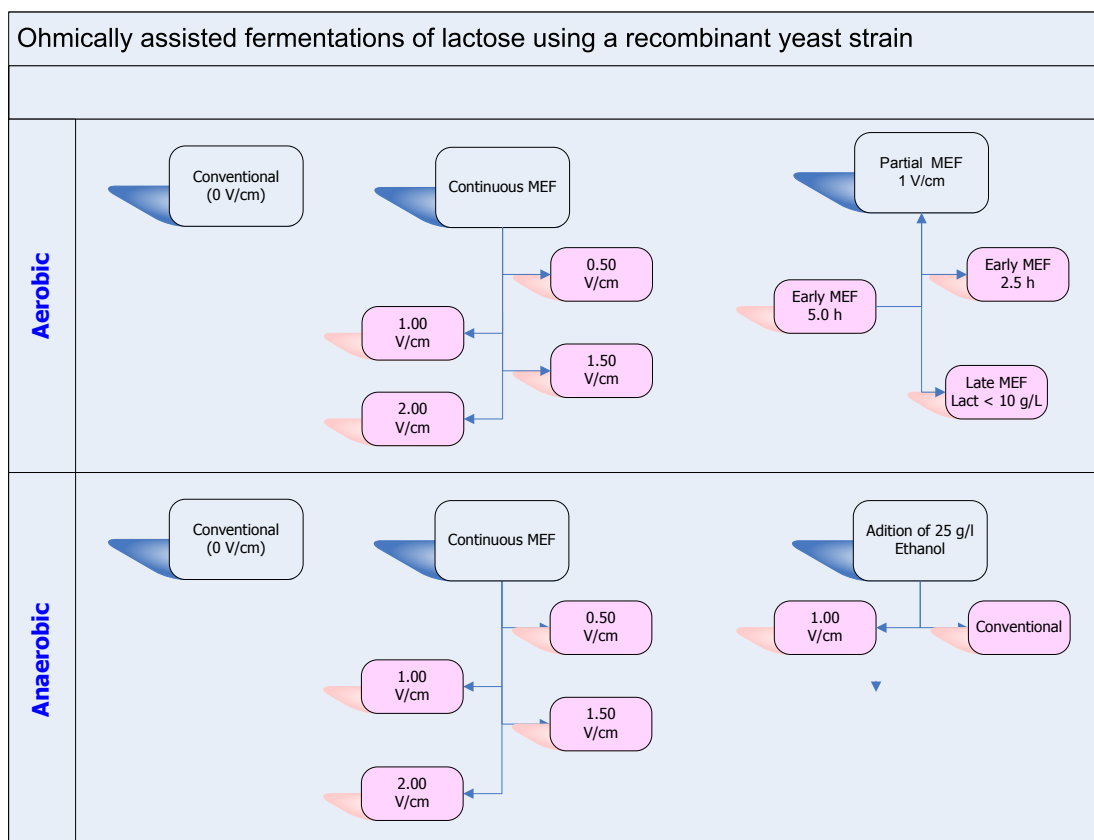 Ohmically assisted fermentations of lactose using a recombinant yeast strain
Aerobic
Conventional
(0 V/cm)
Continuous MEF
0.50
V/cm
1.00
V/cm
1.50
V/cm
2.00
V/cm
Partial MEF
1 V/cm
Early MEF
2.5 h
Early MEF
5.0 h
Late MEF
Lact < 10 g/L
Anaerobic
Conventional
(0 V/cm)
Continuous MEF
0.50
V/cm
1.00
V/cm
1.50
V/cm
2.00
V/cm
Adition of 25 g/l
Ethanol
1.00
V/cm
Conventional